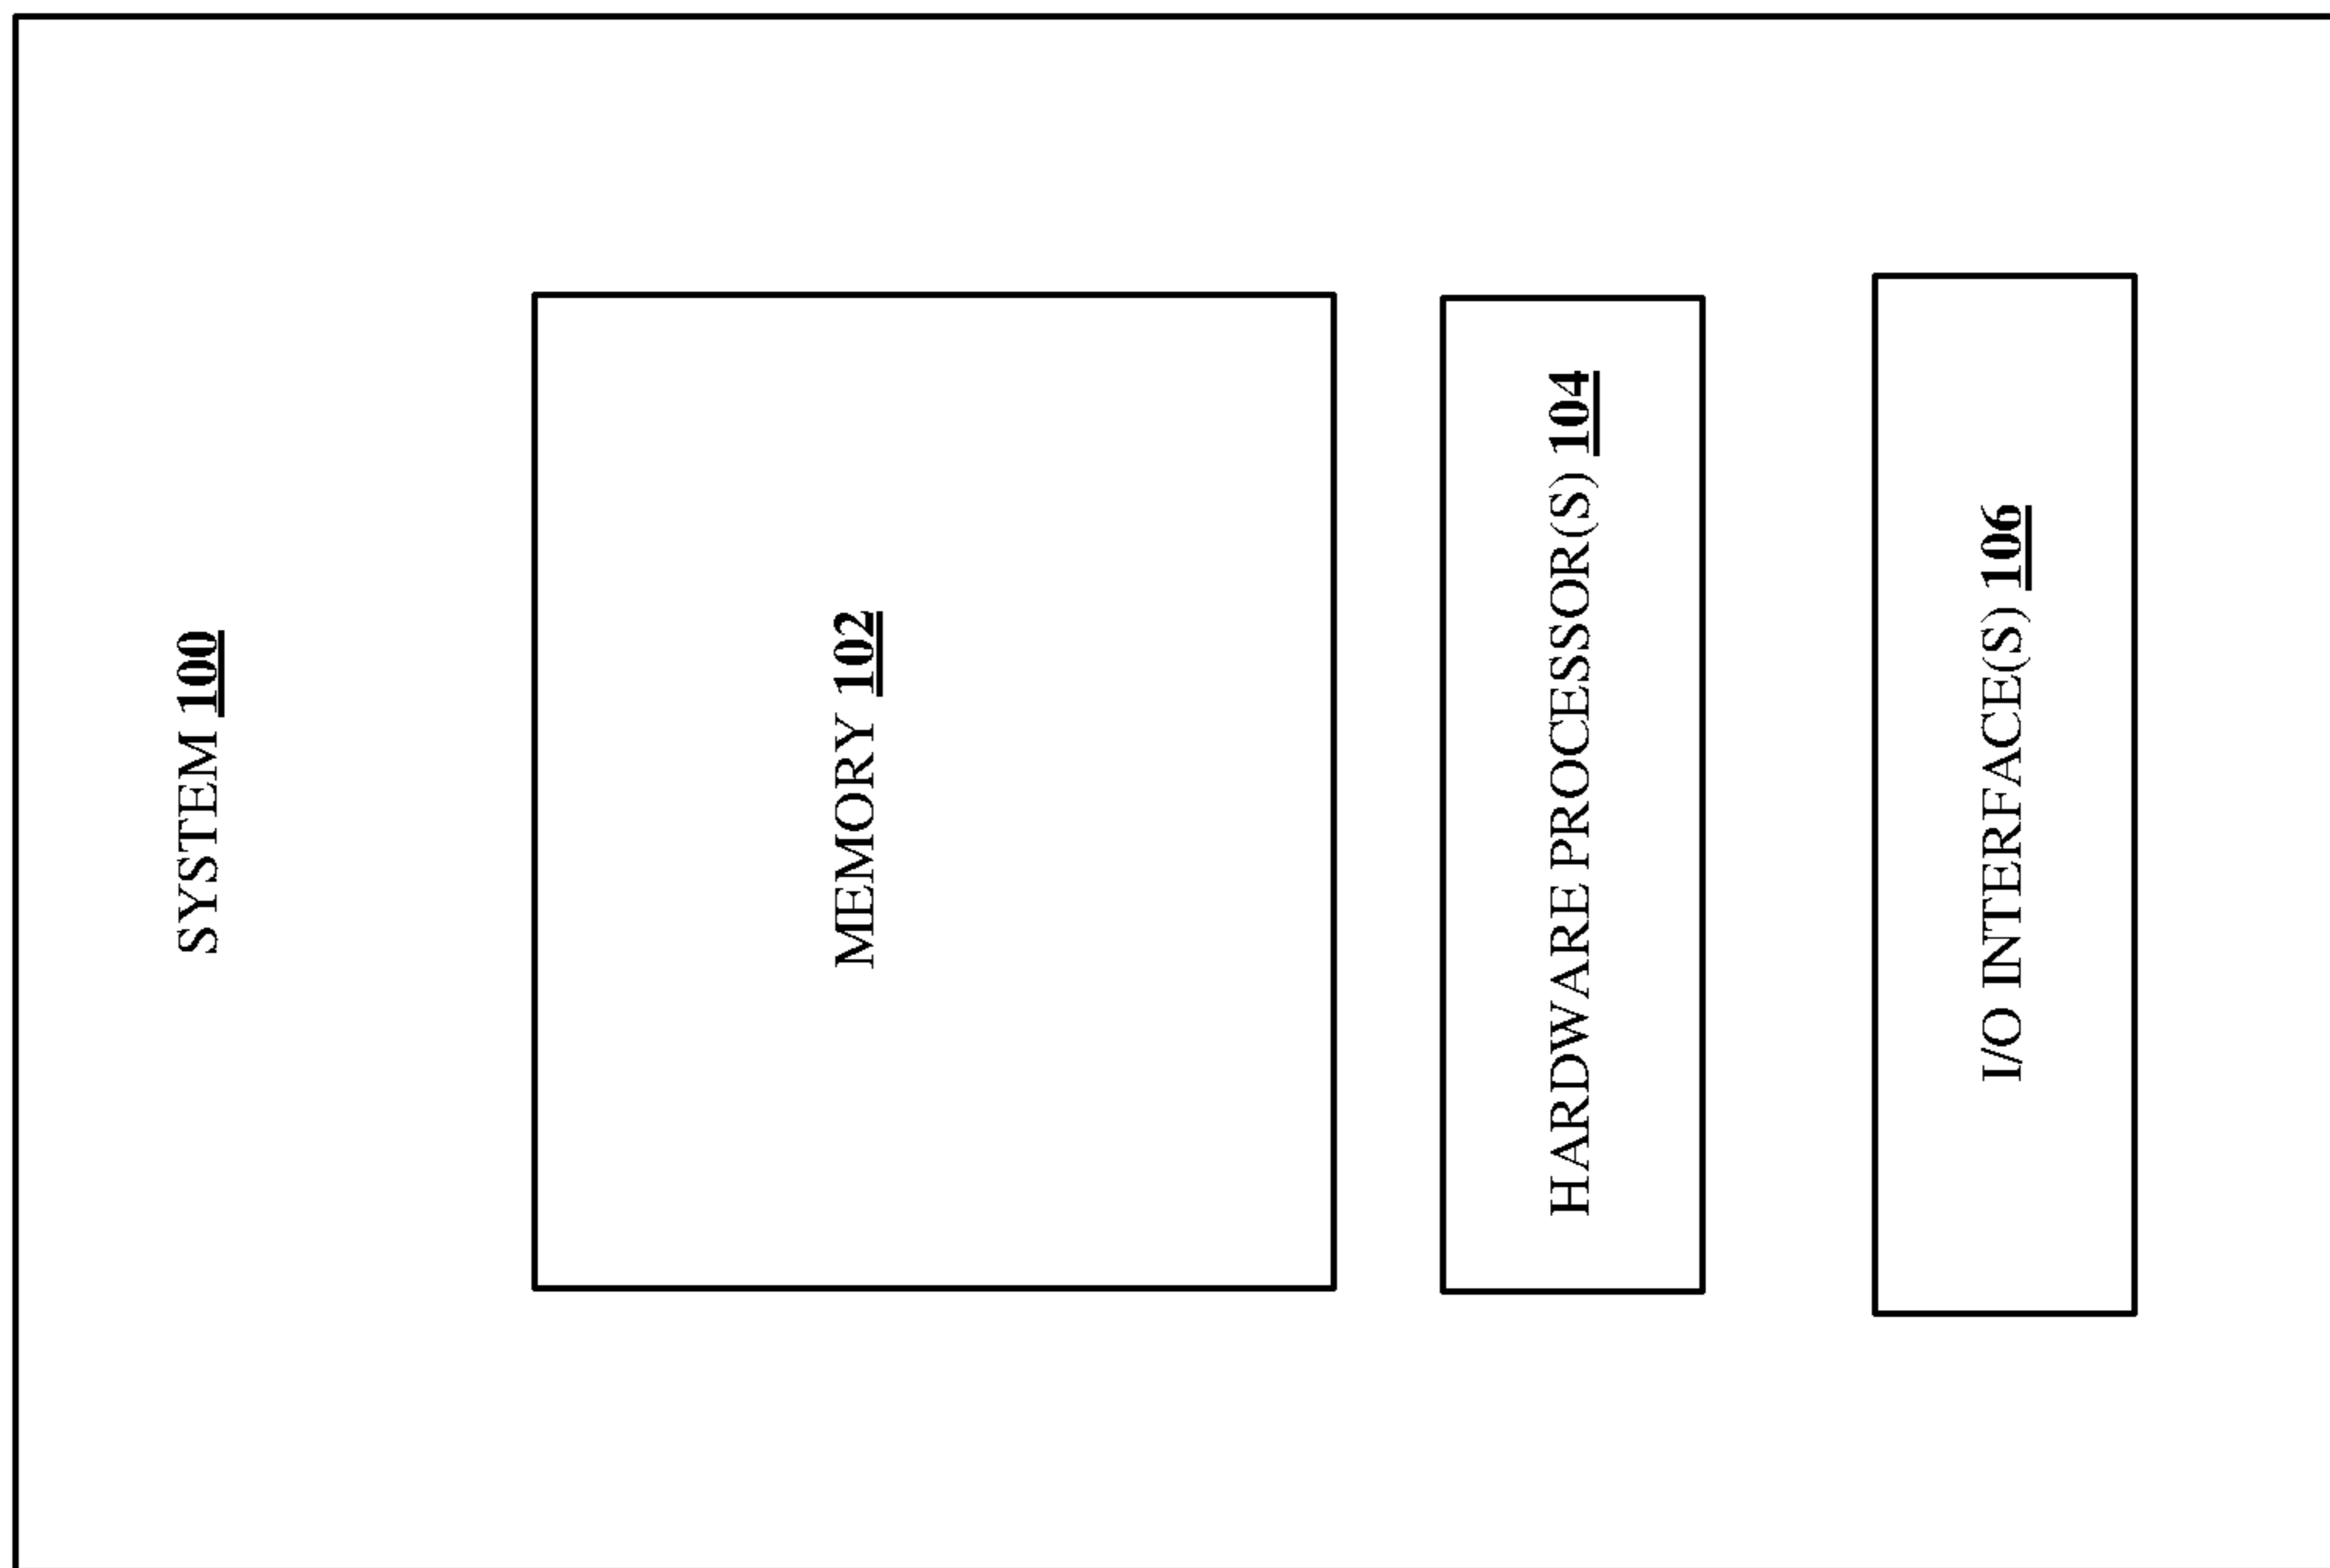 SYSTEM 100
MEMORY 102
HARDWARE PROCESSOR(S) 104
I/O INTERFACE(S) 106